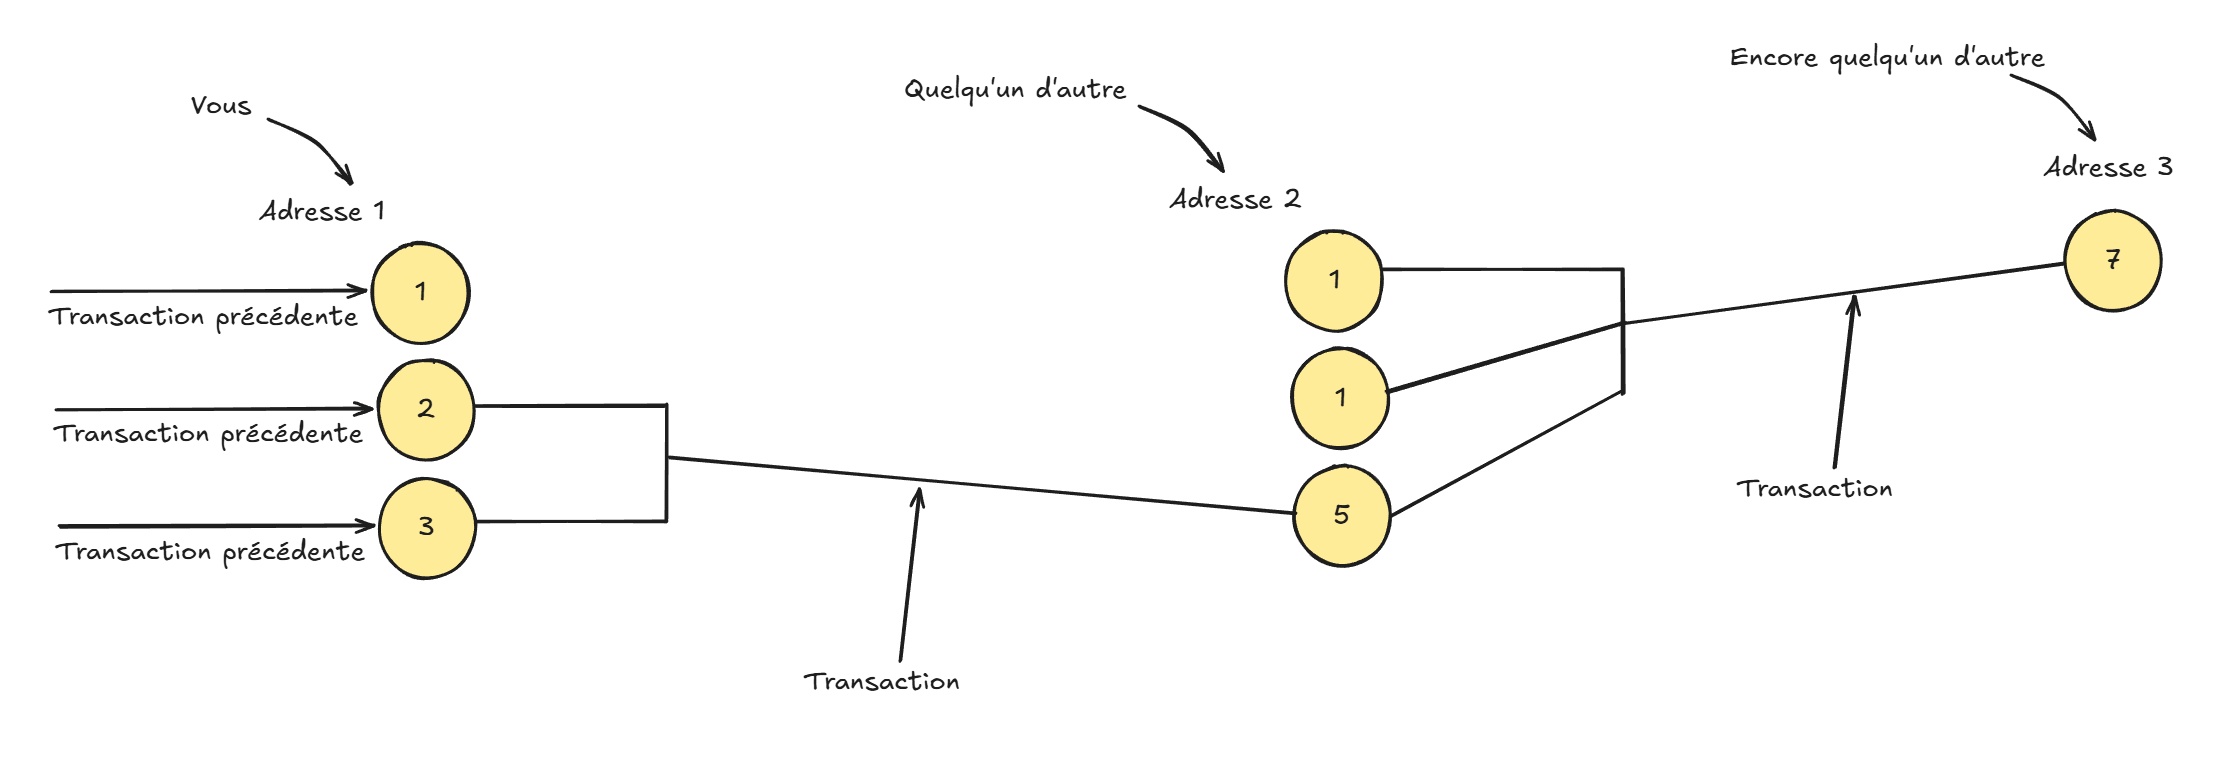 Vous
Adresse 1
1
Transaction précédente
2
Transaction précédente
3
Transaction précédente
Transaction
Quelqu'un d'autre
Adresse 2
1
1
5
Transaction
Encore quelqu'un d'autre
Adresse 3
7